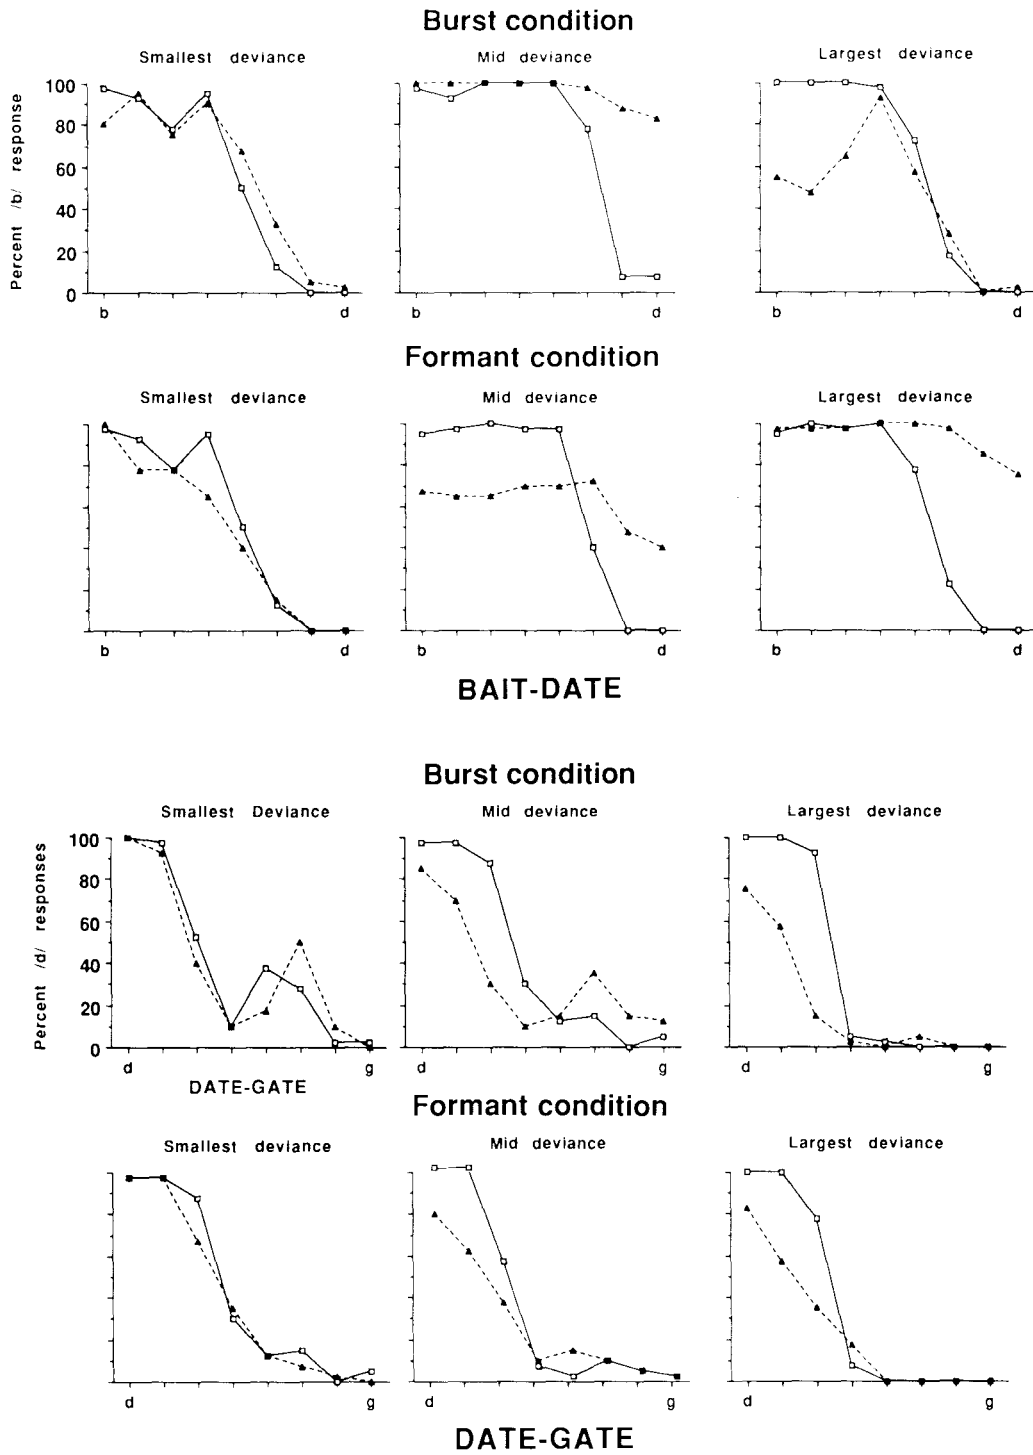 Burst condition
Smallest deviance
Mid deviance
Largest deviance
Percent /b/ response
100
80
60
40
20
0
b
d
b
d
b
d
Formant condition
Smallest deviance
Mid deviance
Largest deviance
b
d
b
d
b
d
BAIT-DATE
Burst condition
Smallest Deviance
Mid deviance
Largest deviance
Percent /d/ responses
100
80
60
40
20
0
d
g
d
g
d
g
DATE-GATE
Formant condition
Smallest deviance
Mid deviance
Largest deviance
d
g
d
g
d
g
DATE-GATE